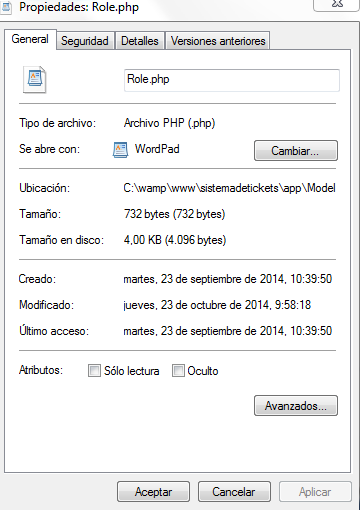 Propiedades: Role.php
General Seguridad Detalles Versiones anteriores
Role.php
Tipo de archivo: Archivo PHP (.php)
Se abre con: WordPad Cambiar...
Ubicación: C:\wamp\www\sistemadetickets\app\Model
Tamaño: 732 bytes (732 bytes)
Tamaño en disco: 4,00 KB (4.096 bytes)
Creado: martes, 23 de septiembre de 2014, 10:39:50
Modificado: jueves, 23 de octubre de 2014, 9:58:18
Último acceso: martes, 23 de septiembre de 2014, 10:39:50
Atributos: Sólo lectura Oculto
Avanzados...
Aceptar Cancelar Aplicar